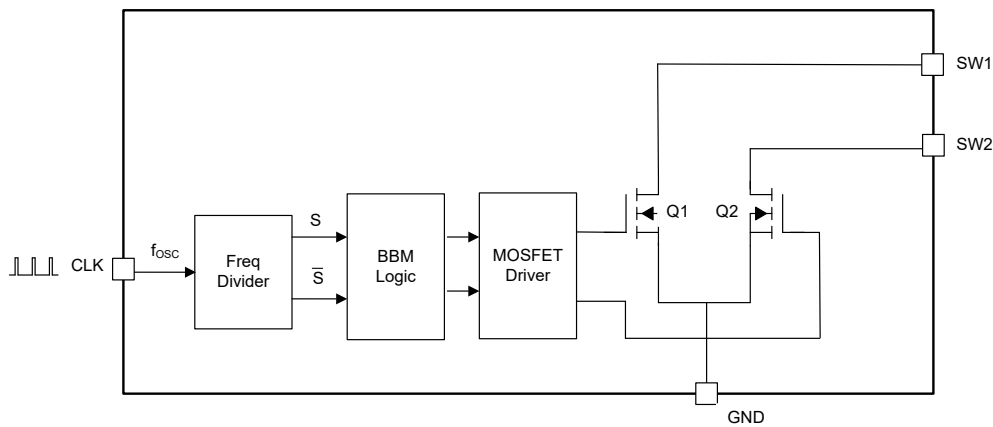 SW1
SW2
Q1
Q2
S
BBM
Logic
MOSFET
Driver
fOSC
CLK
Freq
Divider
S̅
GND